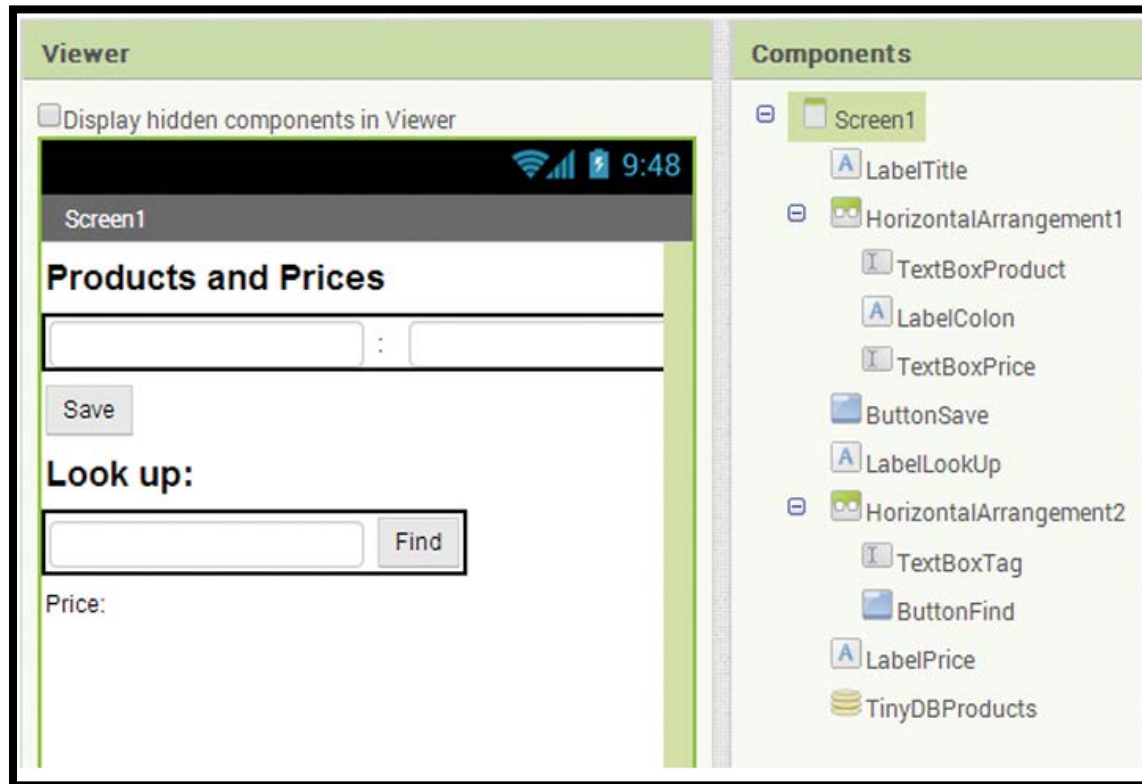 Viewer
Display hidden components in Viewer
9:48
Screen1
Products and Prices
:
Save
Look up:
Find
Price:
Components
Screen1
LabelTitle
HorizontalArrangement1
TextBoxProduct
LabelColon
TextBoxPrice
ButtonSave
LabelLookUp
HorizontalArrangement2
TextBoxTag
ButtonFind
LabelPrice
TinyDBProducts